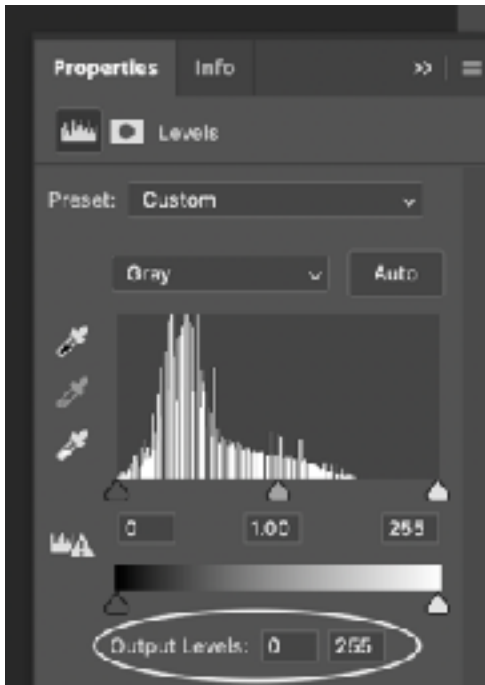 Properties Info
Levels
Preset: Custom
Gray Auto
0 1.00 255
Output Levels: 0 255